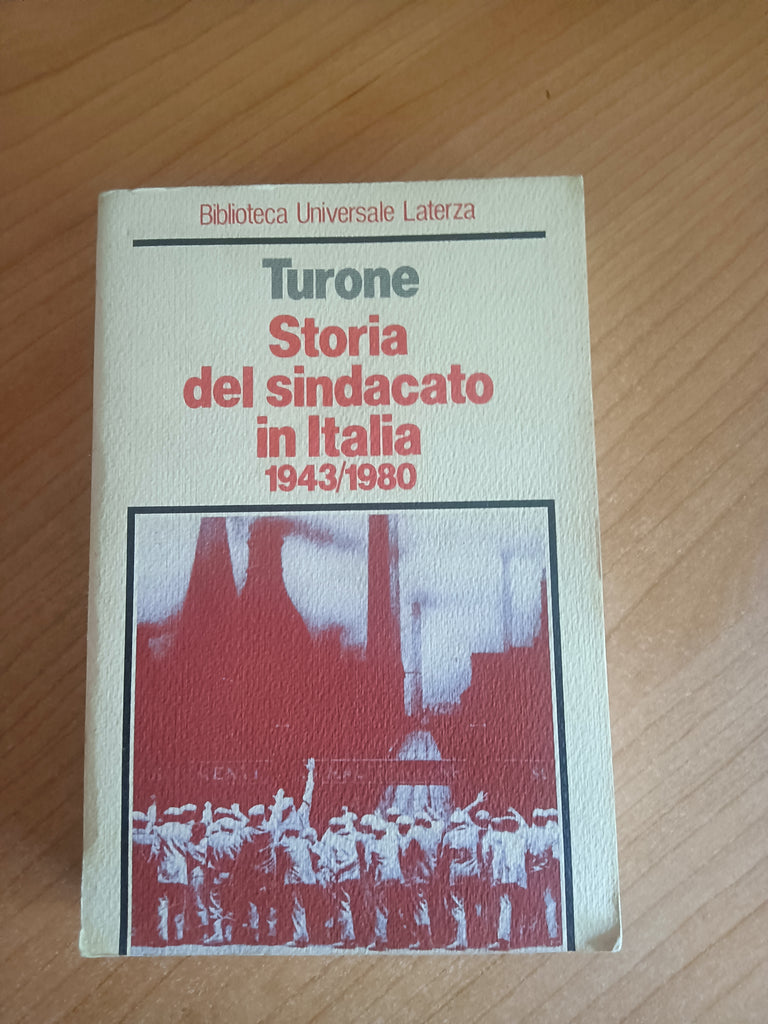 Biblioteca Universale Laterza
Turone
Storia
del sindacato
in Italia
1943/1980